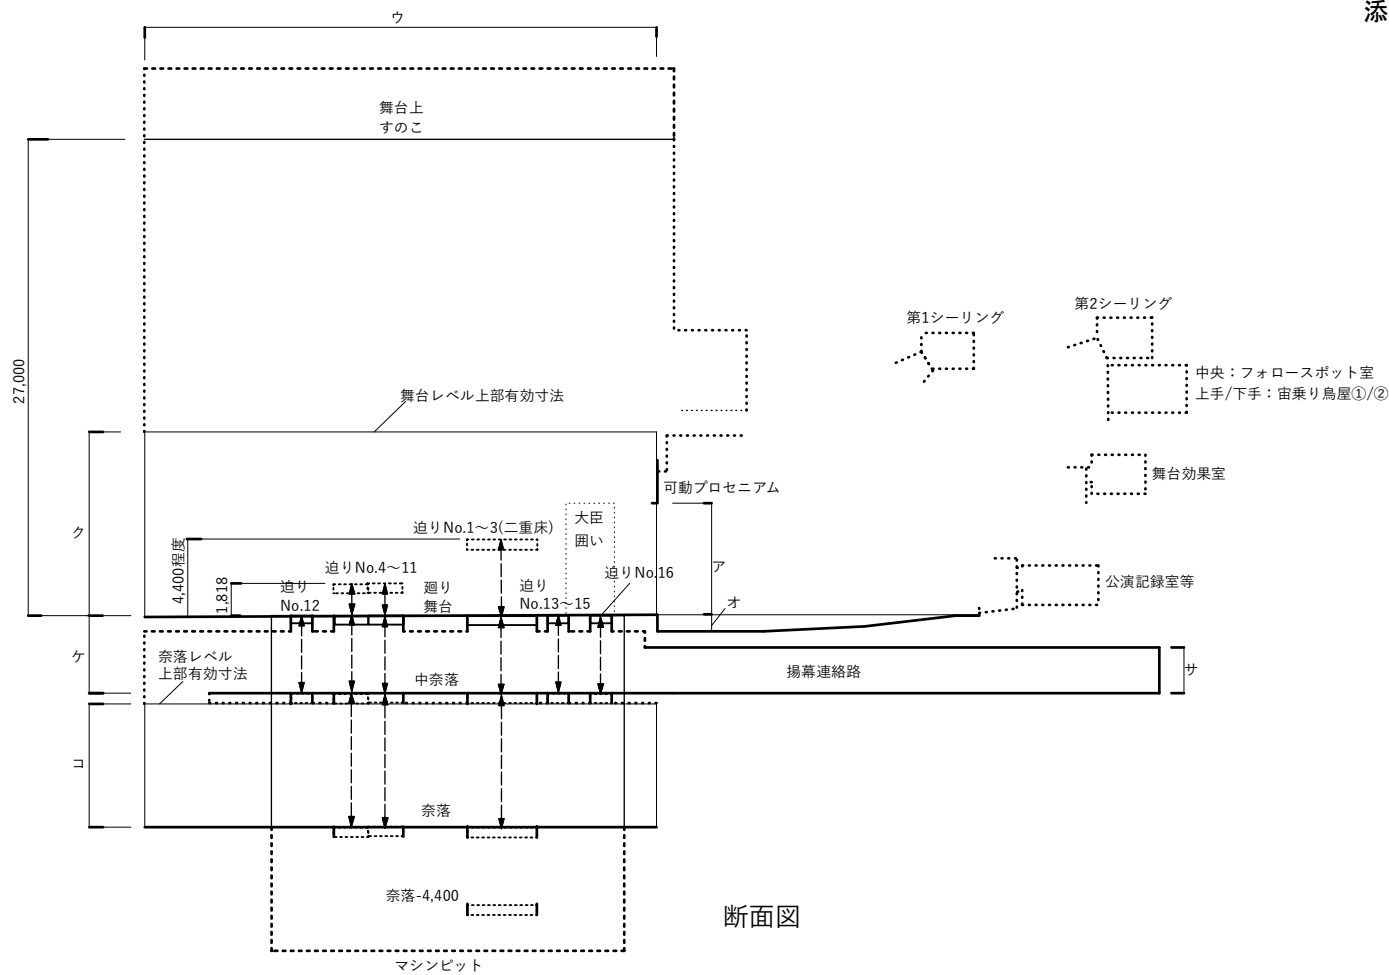 添
ウ
舞台上
すのこ
27,000
第1シーリング
第2シーリング
中央：フォロースポット室
上手/下手：宙乗り鳥屋①/②
舞台レベル上部有効寸法
舞台効果室
可動プロセニアム
ク
4,400程度
1,818
迫りNo.1～3(二重床)
大臣
囲い
迫りNo.4～11
迫り
No.12
廻り
舞台
迫り
No.13～15
迫りNo.16
ア
オ
公演記録室等
ケ
奈落レベル
上部有効寸法
中奈落
揚幕連絡路
サ
コ
奈落
奈落-4,400
断面図
マシンピット